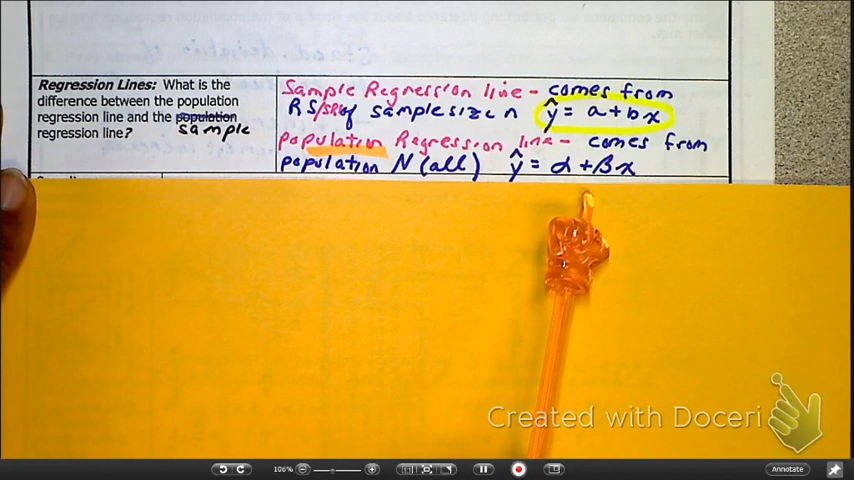 Regression Lines: What is the
difference between the population
regression line and the population
sample
regression line?
Sample Regression line - comes from
RS/SRS of sample size n ŷ = a + bx
population Regression line - comes from
population N (all) ŷ = α + βx
Created with Doceri
106%
Annotate